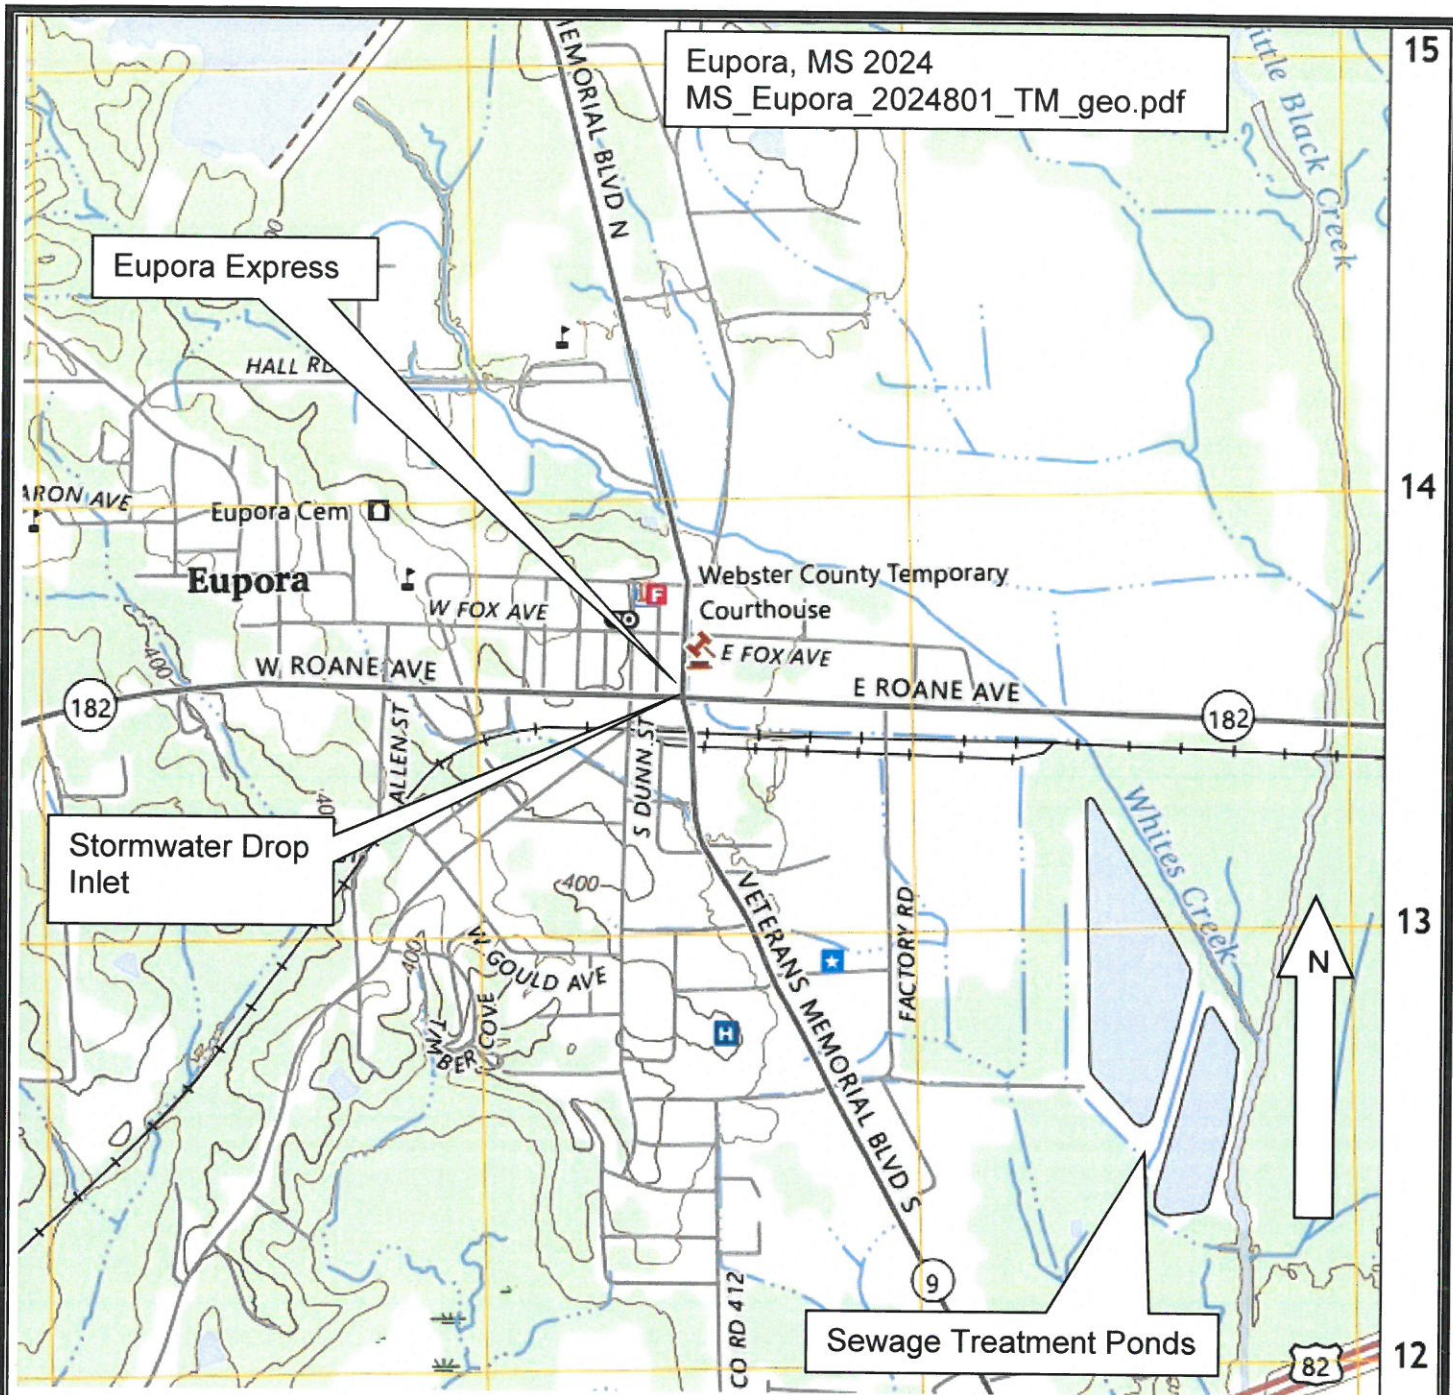 15
Eupora, MS 2024
MS_Eupora_2024801_TM_geo.pdf
MEMORIAL BLVD N
ittle Black Creek
Eupora Express
HALL RD
14
ARON AVE
Eupora Cem
Eupora
Webster County Temporary
Courthouse
F
W FOX AVE
E FOX AVE
400
W ROANE AVE
E ROANE AVE
182
182
ALLEN ST
S DUNN ST
Stormwater Drop
Inlet
Whites Creek
400
13
VETERANS MEMORIAL BLVD S
FACTORY RD
W GOULD AVE
400
TIMBER COVE
H
N
9
CO RD 412
Sewage Treatment Ponds
82
12